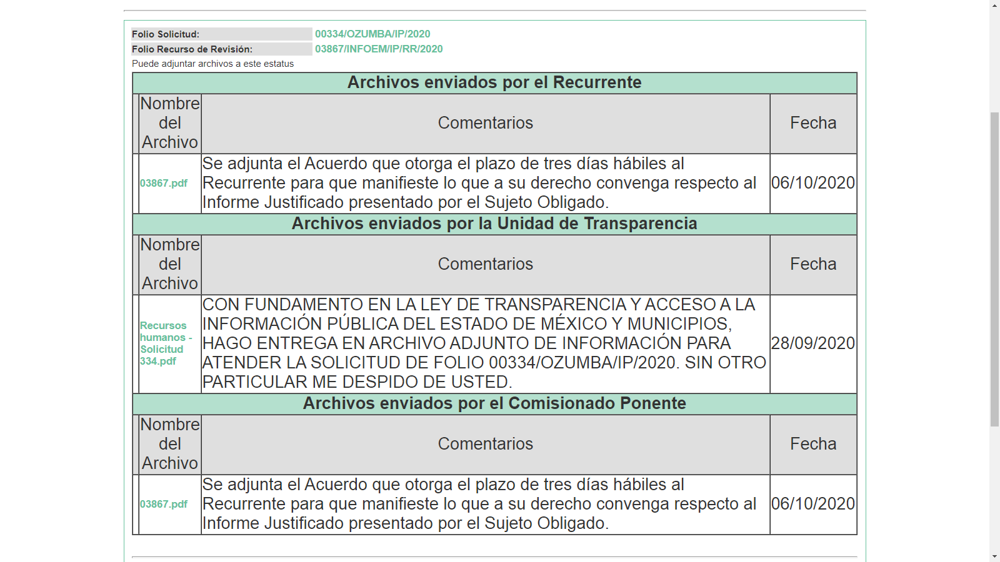 Folio Solicitud: 00334/OZUMBA/IP/2020
Folio Recurso de Revisión: 03867/INFOEM/IP/RR/2020
Puede adjuntar archivos a este estatus
Archivos enviados por el Recurrente
Nombre
del
Archivo
Comentarios
Fecha
03867.pdf
Se adjunta el Acuerdo que otorga el plazo de tres días hábiles al
Recurrente para que manifieste lo que a su derecho convenga respecto al
Informe Justificado presentado por el Sujeto Obligado.
06/10/2020
Archivos enviados por la Unidad de Transparencia
Nombre
del
Archivo
Comentarios
Fecha
Recursos
humanos -
Solicitud
334.pdf
CON FUNDAMENTO EN LA LEY DE TRANSPARENCIA Y ACCESO A LA
INFORMACIÓN PÚBLICA DEL ESTADO DE MÉXICO Y MUNICIPIOS,
HAGO ENTREGA EN ARCHIVO ADJUNTO DE INFORMACIÓN PARA
ATENDER LA SOLICITUD DE FOLIO 00334/OZUMBA/IP/2020. SIN OTRO
PARTICULAR ME DESPIDO DE USTED.
28/09/2020
Archivos enviados por el Comisionado Ponente
Nombre
del
Archivo
Comentarios
Fecha
03867.pdf
Se adjunta el Acuerdo que otorga el plazo de tres días hábiles al
Recurrente para que manifieste lo que a su derecho convenga respecto al
Informe Justificado presentado por el Sujeto Obligado.
06/10/2020